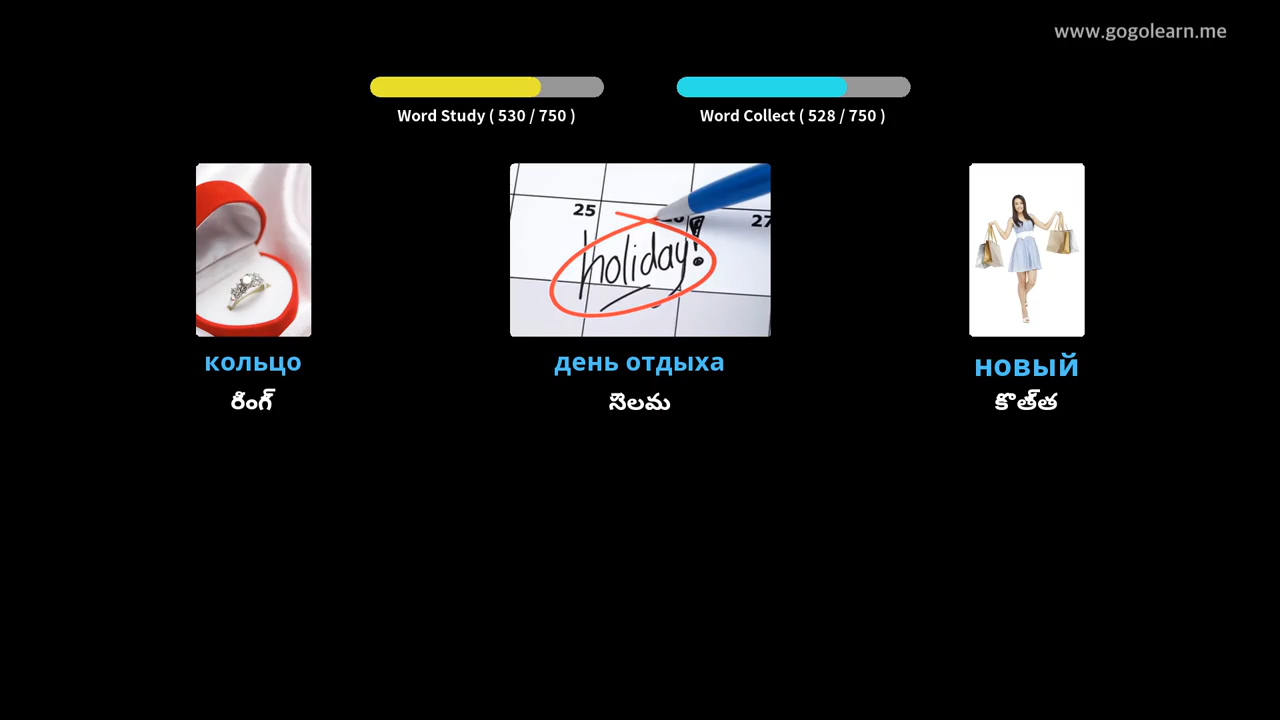 www.gogolearn.me
Word Study ( 530 / 750 )
Word Collect ( 528 / 750 )
25
27
holiday!
кольцо
день отдыха
новый
రింగ్
సెలవు
కొత్త